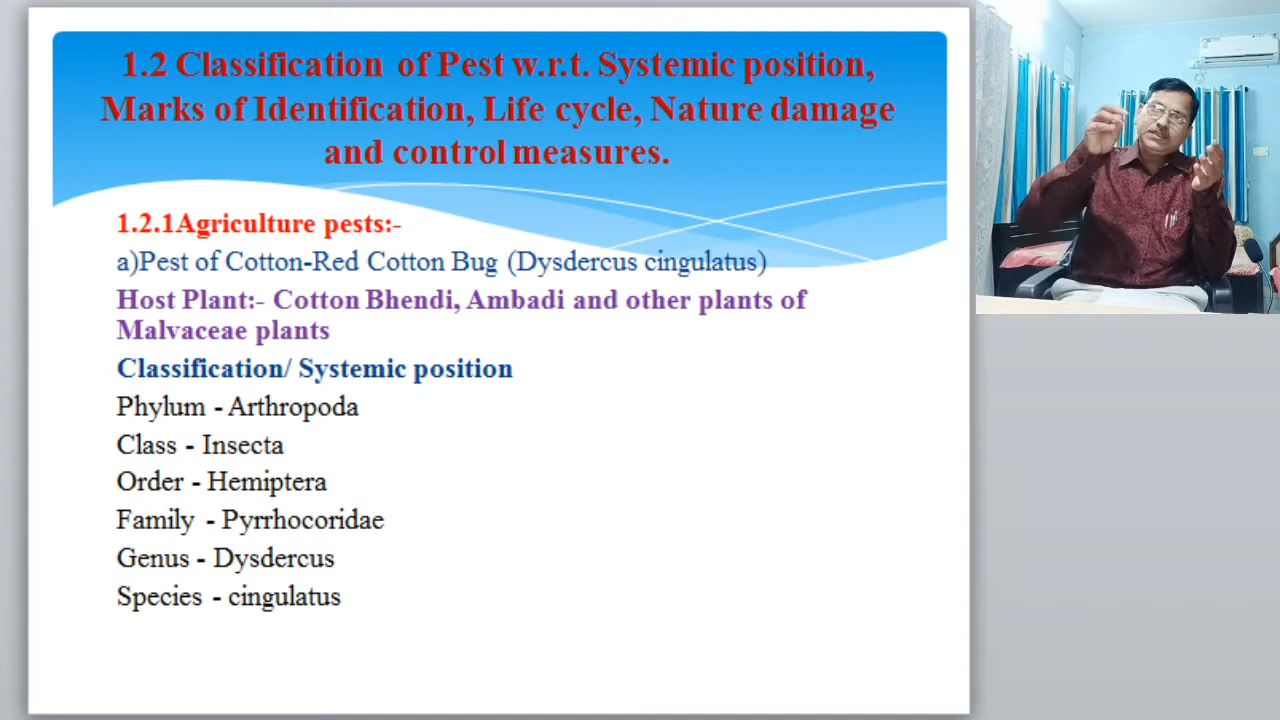 1.2 Classification of Pest w.r.t. Systemic position,
Marks of Identification, Life cycle, Nature damage
and control measures.
1.2.1Agriculture pests:-
a)Pest of Cotton-Red Cotton Bug (Dysdercus cingulatus)
Host Plant:- Cotton Bhendi, Ambadi and other plants of
Malvaceae plants
Classification/ Systemic position
Phylum - Arthropoda
Class - Insecta
Order - Hemiptera
Family - Pyrrhocoridae
Genus - Dysdercus
Species - cingulatus